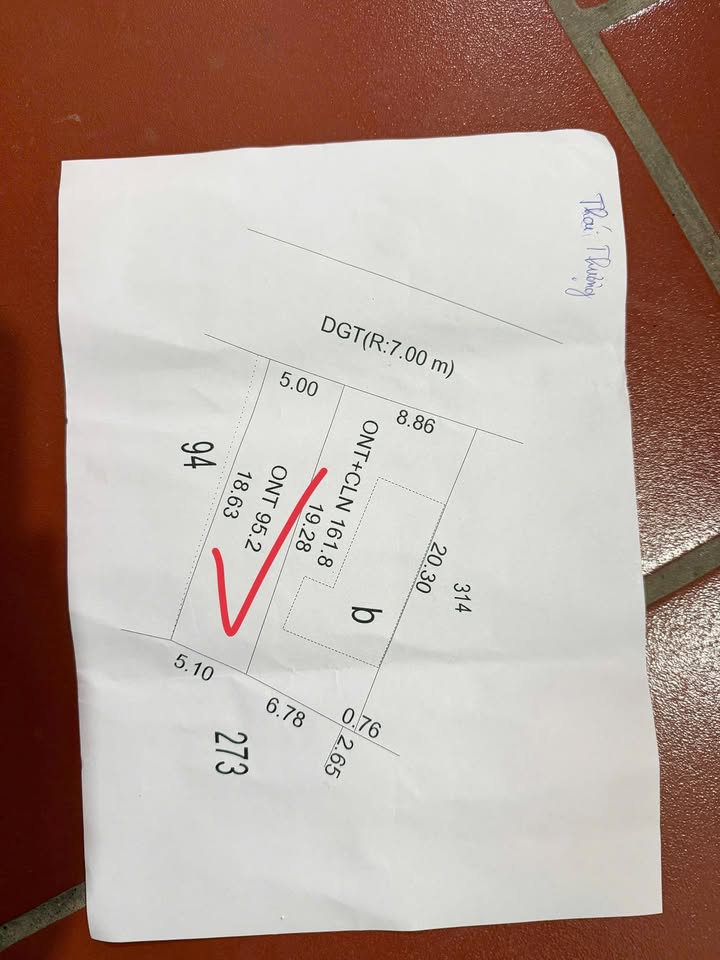 Thái Thượng
DGT(R:7.00 m)
5.00
8.86
94
18.63
ONT 95.2
19.28
ONT+CLN 161.8
b
20.30
314
5.10
6.78
0.76
2.65
273